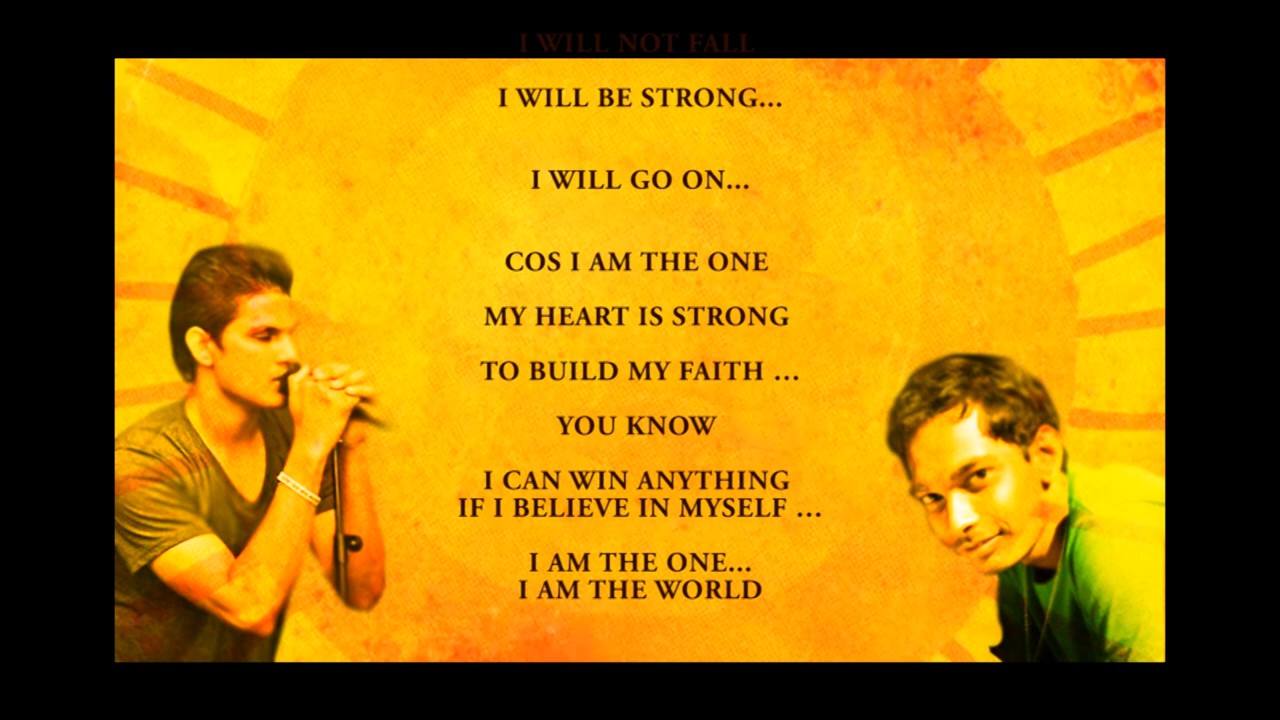 I WILL NOT FALL
I WILL BE STRONG...
I WILL GO ON...
COS I AM THE ONE
MY HEART IS STRONG
TO BUILD MY FAITH ...
YOU KNOW
I CAN WIN ANYTHING
IF I BELIEVE IN MYSELF ...
I AM THE ONE...
I AM THE WORLD